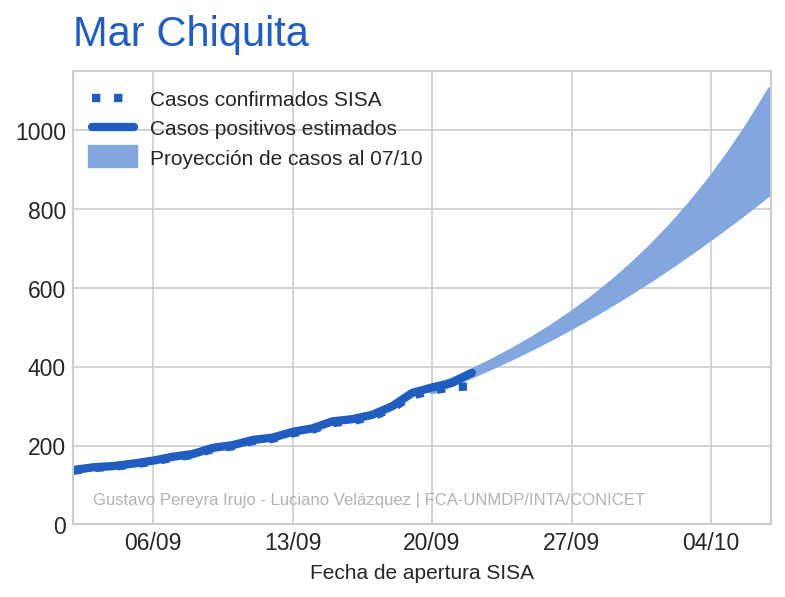 Mar Chiquita
Casos confirmados SISA
Casos positivos estimados
Proyección de casos al 07/10
1000
800
600
400
200
0
Gustavo Pereyra Irujo - Luciano Velázquez | FCA-UNMDP/INTA/CONICET
06/09 13/09 20/09 27/09 04/10
Fecha de apertura SISA